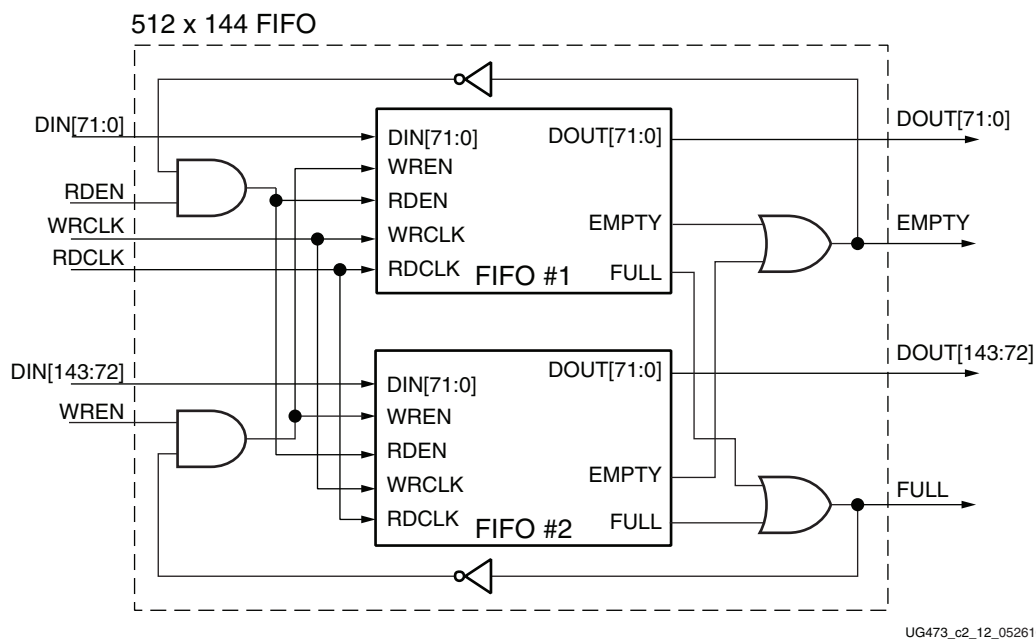 512 x 144 FIFO
DIN[71:0]
RDEN
WRCLK
RDCLK
DIN[71:0]
WREN
RDEN
WRCLK
RDCLK
FIFO #1
DOUT[71:0]
EMPTY
FULL
DOUT[71:0]
EMPTY
DIN[143:72]
WREN
DIN[71:0]
WREN
RDEN
WRCLK
RDCLK
FIFO #2
DOUT[71:0]
EMPTY
FULL
DOUT[143:72]
FULL
UG473_c2_12_05261